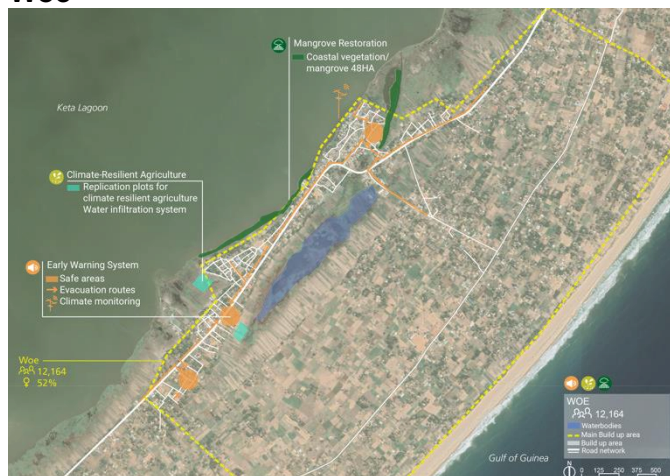 Woe
Mangrove Restoration
Coastal vegetation/
mangrove 48HA
Keta Lagoon
Climate-Resilient Agriculture
Replication plots for
climate resilient agriculture
Water infiltration system
Early Warning System
Safe areas
Evacuation routes
Climate monitoring
Woe
12,164
52%
WOE
12,164
Waterbodies
Main Build up area
Build up area
Road network
Gulf of Guinea
N
0 125 250 375 500